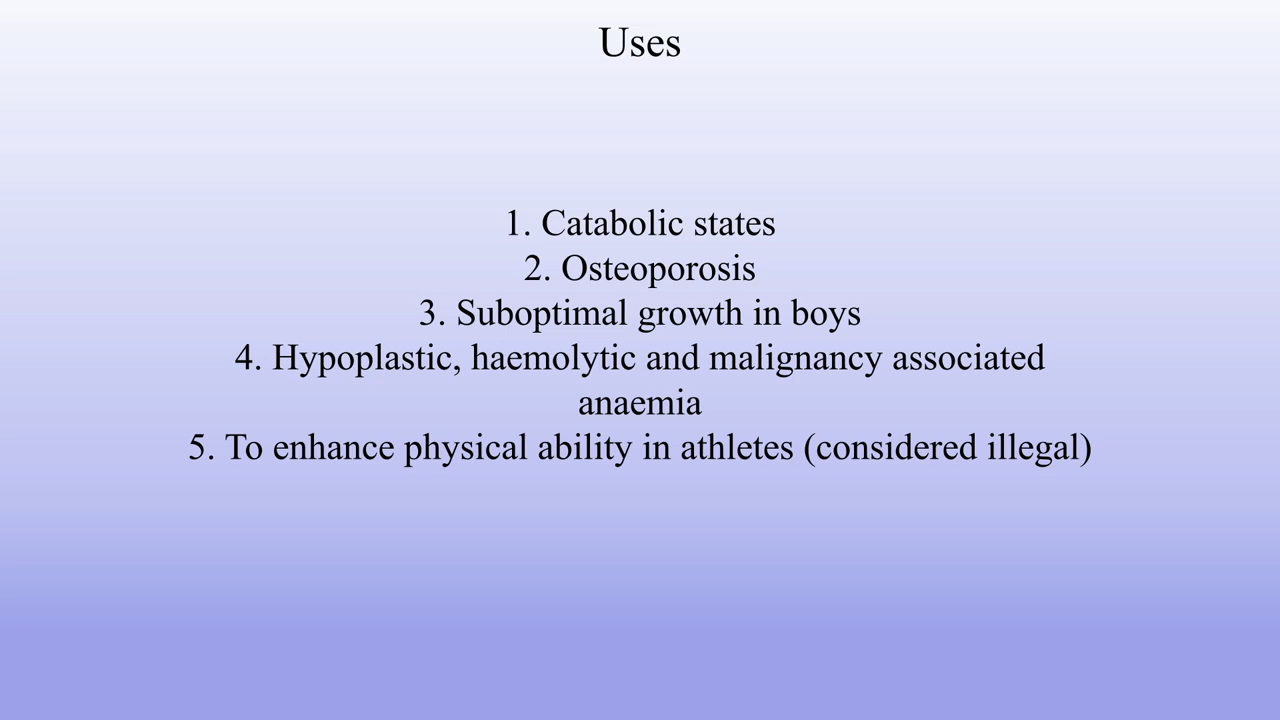 Uses
1. Catabolic states
2. Osteoporosis
3. Suboptimal growth in boys
4. Hypoplastic, haemolytic and malignancy associated
anaemia
5. To enhance physical ability in athletes (considered illegal)